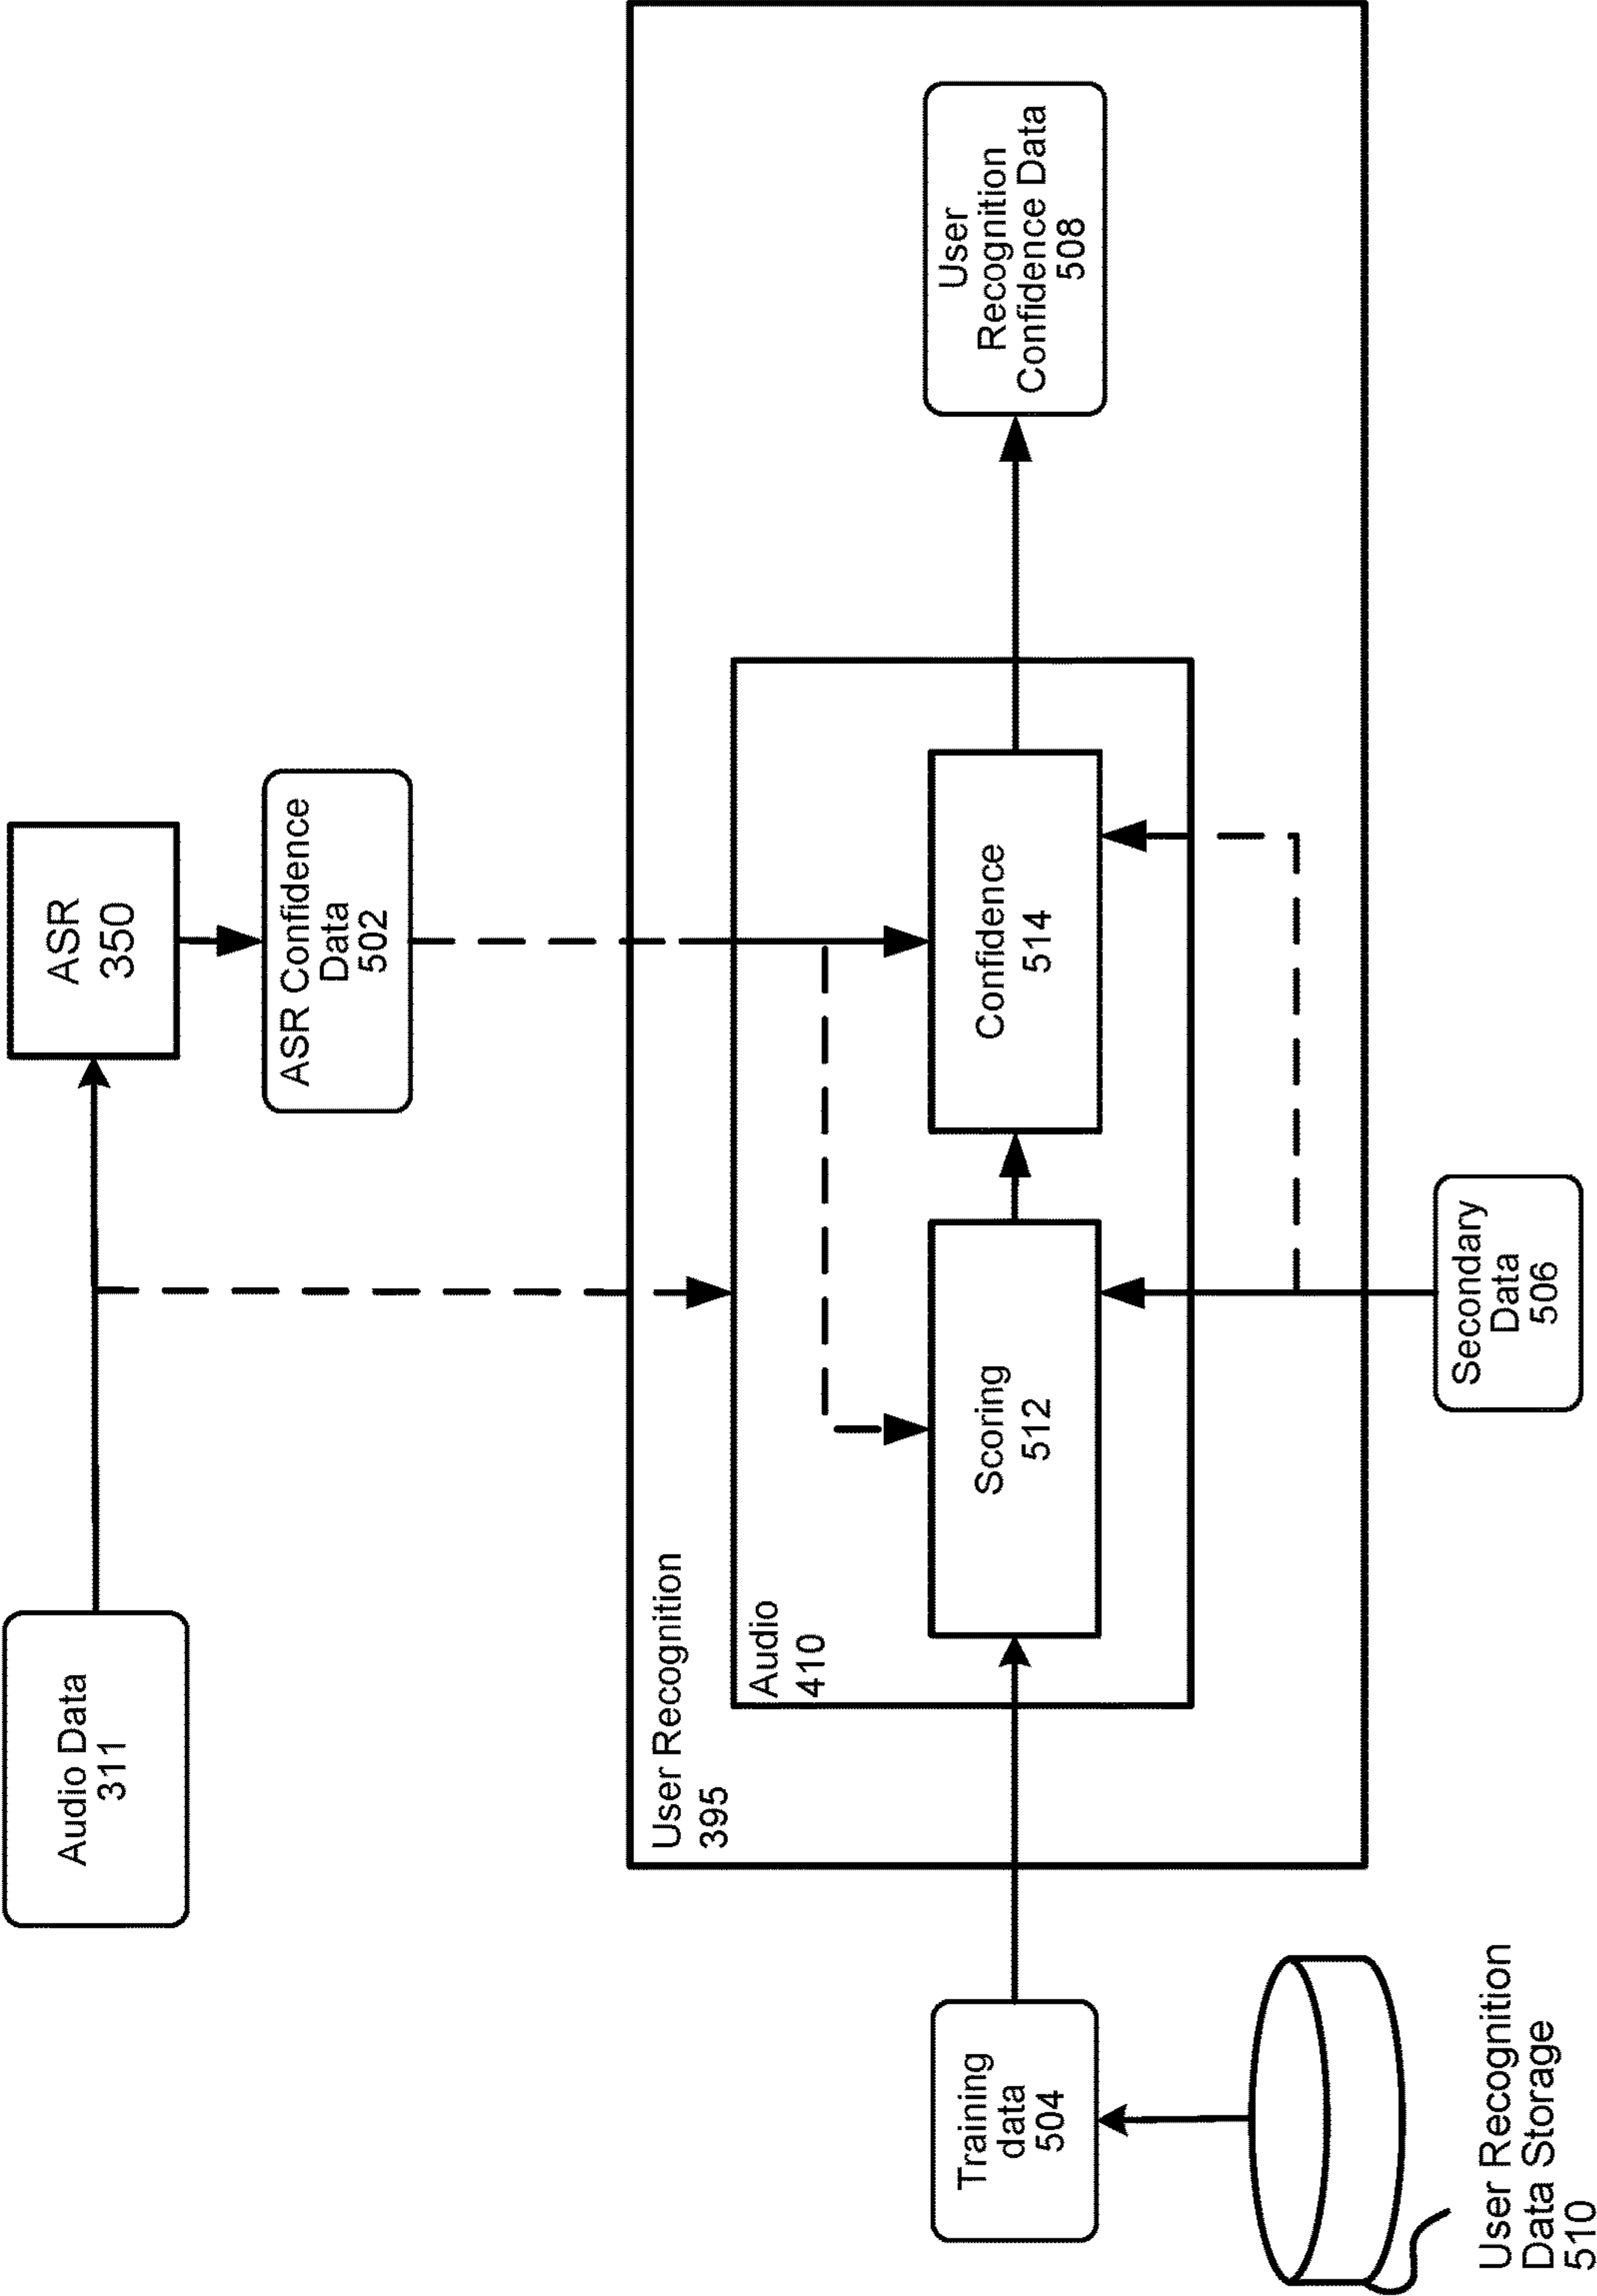 Audio Data
311
ASR
350
ASR Confidence
Data
502
User Recognition
395
Audio
410
Scoring
512
Confidence
514
User
Recognition
Confidence Data
508
Training
data
504
Secondary
Data
506
User Recognition
Data Storage
510